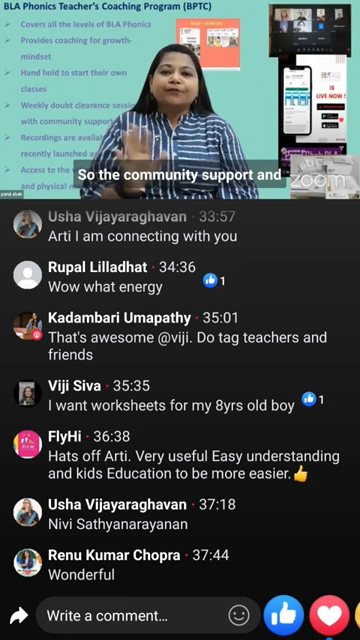 BLA Phonics Teacher's Coaching Program (BPTC)
Covers all the levels of BLA Phonics
Provides coaching for growth-
mindset
Hand hold to start their own
classes
Weekly doubt clearance
with community support
Recordings are
recently launched
Access to the
and physical
IS
LIVE NOW !
So the community support and
zoom
Usha Vijayaraghavan · 33:57
Arti I am connecting with you
Rupal Lilladhat · 34:36
Wow what energy
1
Kadambari Umapathy · 35:01
That's awesome @viji. Do tag teachers and
friends
Viji Siva · 35:35
I want worksheets for my 8yrs old boy
1
FlyHi · 36:38
Hats off Arti. Very useful Easy understanding
and kids Education to be more easier.👍
Usha Vijayaraghavan · 37:18
Nivi Sathyanarayanan
Renu Kumar Chopra · 37:44
Wonderful
Write a comment...